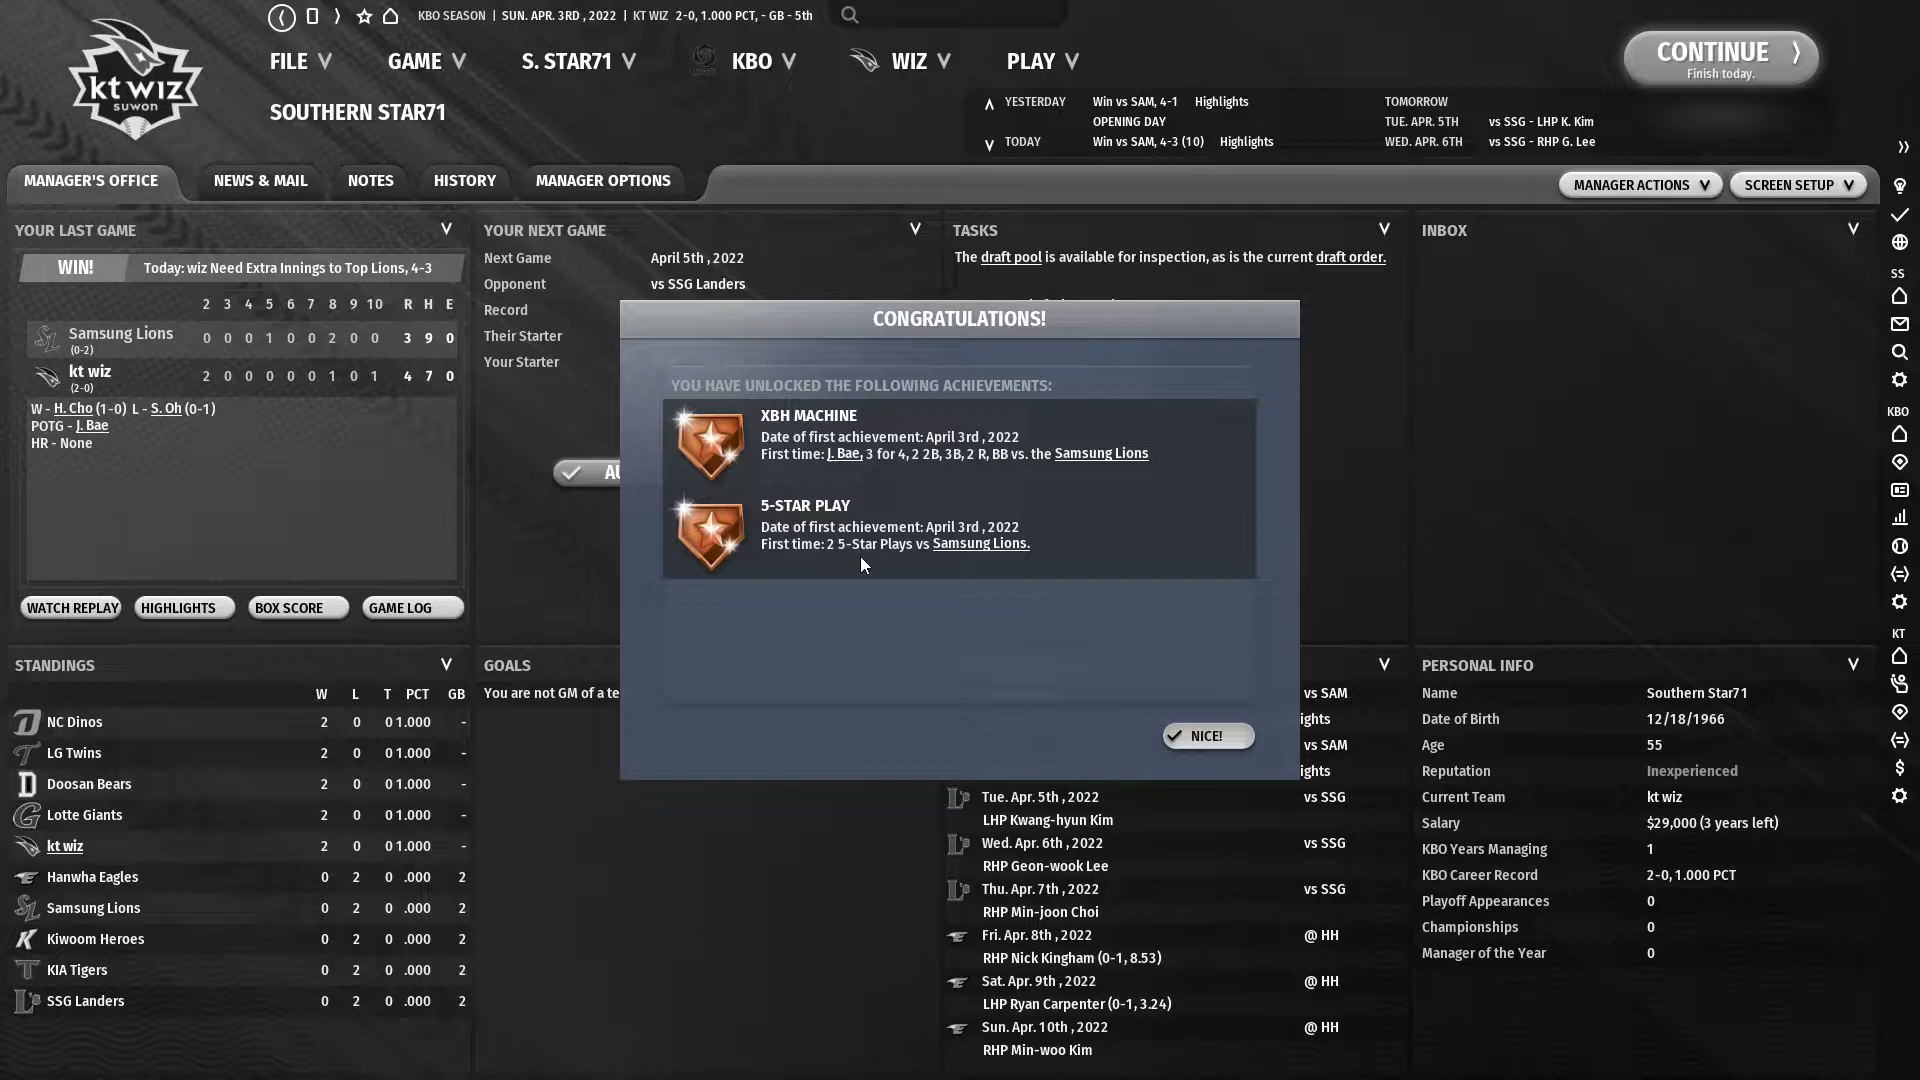 KBO SEASON | SUN. APR. 3RD , 2022 | KT WIZ 2-0, 1.000 PCT, - GB - 5th
kt wiz
suwon
FILE GAME S. STAR71 KBO WIZ PLAY
CONTINUE
Finish today.
SOUTHERN STAR71
YESTERDAY Win vs SAM, 4-1 Highlights
OPENING DAY
TODAY Win vs SAM, 4-3 (10) Highlights
TOMORROW
TUE. APR. 5TH vs SSG - LHP K. Kim
WED. APR. 6TH vs SSG - RHP G. Lee
MANAGER'S OFFICE NEWS & MAIL NOTES HISTORY MANAGER OPTIONS
MANAGER ACTIONS SCREEN SETUP
YOUR LAST GAME
WIN! Today: wiz Need Extra Innings to Top Lions, 4-3
2 3 4 5 6 7 8 9 10 R H E
Samsung Lions 0 0 0 1 0 0 2 0 0 3 9 0
(0-2)
kt wiz 2 0 0 0 0 0 1 0 1 4 7 0
(2-0)
W - H. Cho (1-0) L - S. Oh (0-1)
POTG - J. Bae
HR - None
WATCH REPLAY HIGHLIGHTS BOX SCORE GAME LOG
YOUR NEXT GAME
Next Game April 5th , 2022
Opponent vs SSG Landers
Record
Their Starter
Your Starter
TASKS
The draft pool is available for inspection, as is the current draft order.
INBOX
CONGRATULATIONS!
YOU HAVE UNLOCKED THE FOLLOWING ACHIEVEMENTS:
XBH MACHINE
Date of first achievement: April 3rd , 2022
First time: J. Bae, 3 for 4, 2 2B, 3B, 2 R, BB vs. the Samsung Lions
5-STAR PLAY
Date of first achievement: April 3rd , 2022
First time: 2 5-Star Plays vs Samsung Lions.
NICE!
STANDINGS
W L T PCT GB
NC Dinos 2 0 0 1.000 -
LG Twins 2 0 0 1.000 -
Doosan Bears 2 0 0 1.000 -
Lotte Giants 2 0 0 1.000 -
kt wiz 2 0 0 1.000 -
Hanwha Eagles 0 2 0 .000 2
Samsung Lions 0 2 0 .000 2
Kiwoom Heroes 0 2 0 .000 2
KIA Tigers 0 2 0 .000 2
SSG Landers 0 2 0 .000 2
GOALS
You are not GM of a te
vs SAM
ights
vs SAM
ights
Tue. Apr. 5th , 2022 vs SSG
LHP Kwang-hyun Kim
Wed. Apr. 6th , 2022 vs SSG
RHP Geon-wook Lee
Thu. Apr. 7th , 2022 vs SSG
RHP Min-joon Choi
Fri. Apr. 8th , 2022 @ HH
RHP Nick Kingham (0-1, 8.53)
Sat. Apr. 9th , 2022 @ HH
LHP Ryan Carpenter (0-1, 3.24)
Sun. Apr. 10th , 2022 @ HH
RHP Min-woo Kim
PERSONAL INFO
Name Southern Star71
Date of Birth 12/18/1966
Age 55
Reputation Inexperienced
Current Team kt wiz
Salary $29,000 (3 years left)
KBO Years Managing 1
KBO Career Record 2-0, 1.000 PCT
Playoff Appearances 0
Championships 0
Manager of the Year 0
SS
KBO
KT